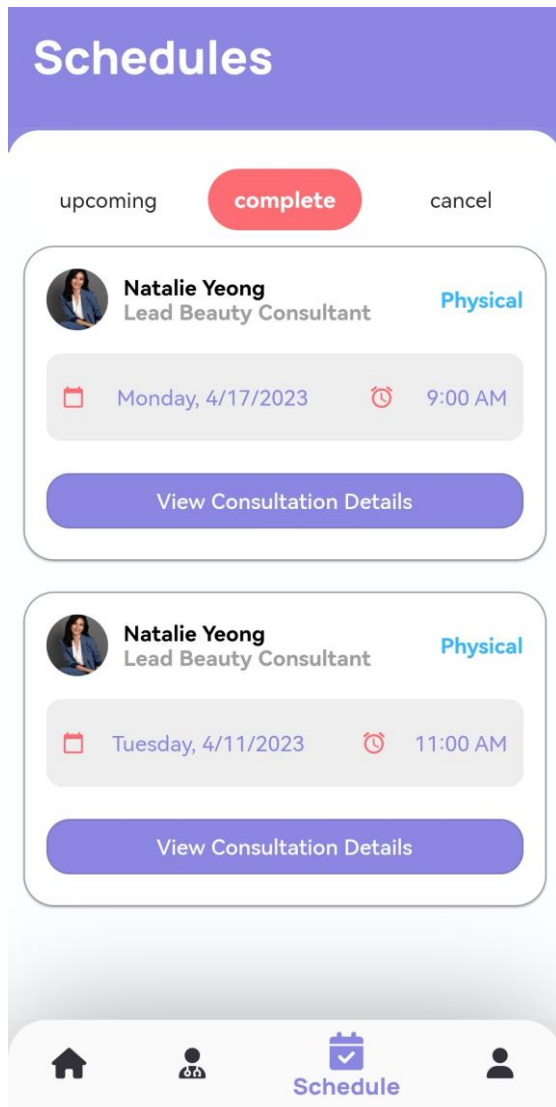 Schedules
upcoming complete cancel
Natalie Yeong
Lead Beauty Consultant
Physical
Monday, 4/17/2023 9:00 AM
View Consultation Details
Natalie Yeong
Lead Beauty Consultant
Physical
Tuesday, 4/11/2023 11:00 AM
View Consultation Details
Schedule